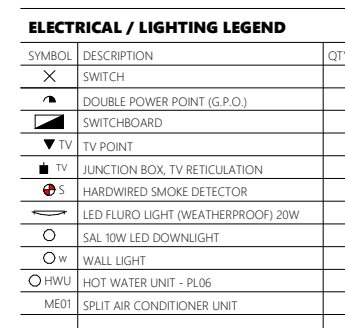 ELECTRICAL / LIGHTING LEGEND
SYMBOL DESCRIPTION QTY
SWITCH
DOUBLE POWER POINT (G.P.O.)
SWITCHBOARD
TV TV POINT
TV JUNCTION BOX, TV RETICULATION
S HARDWIRED SMOKE DETECTOR
LED FLURO LIGHT (WEATHERPROOF) 20W
SAL 10W LED DOWNLIGHT
W WALL LIGHT
HWU HOT WATER UNIT - PL06
ME01 SPLIT AIR CONDITIONER UNIT